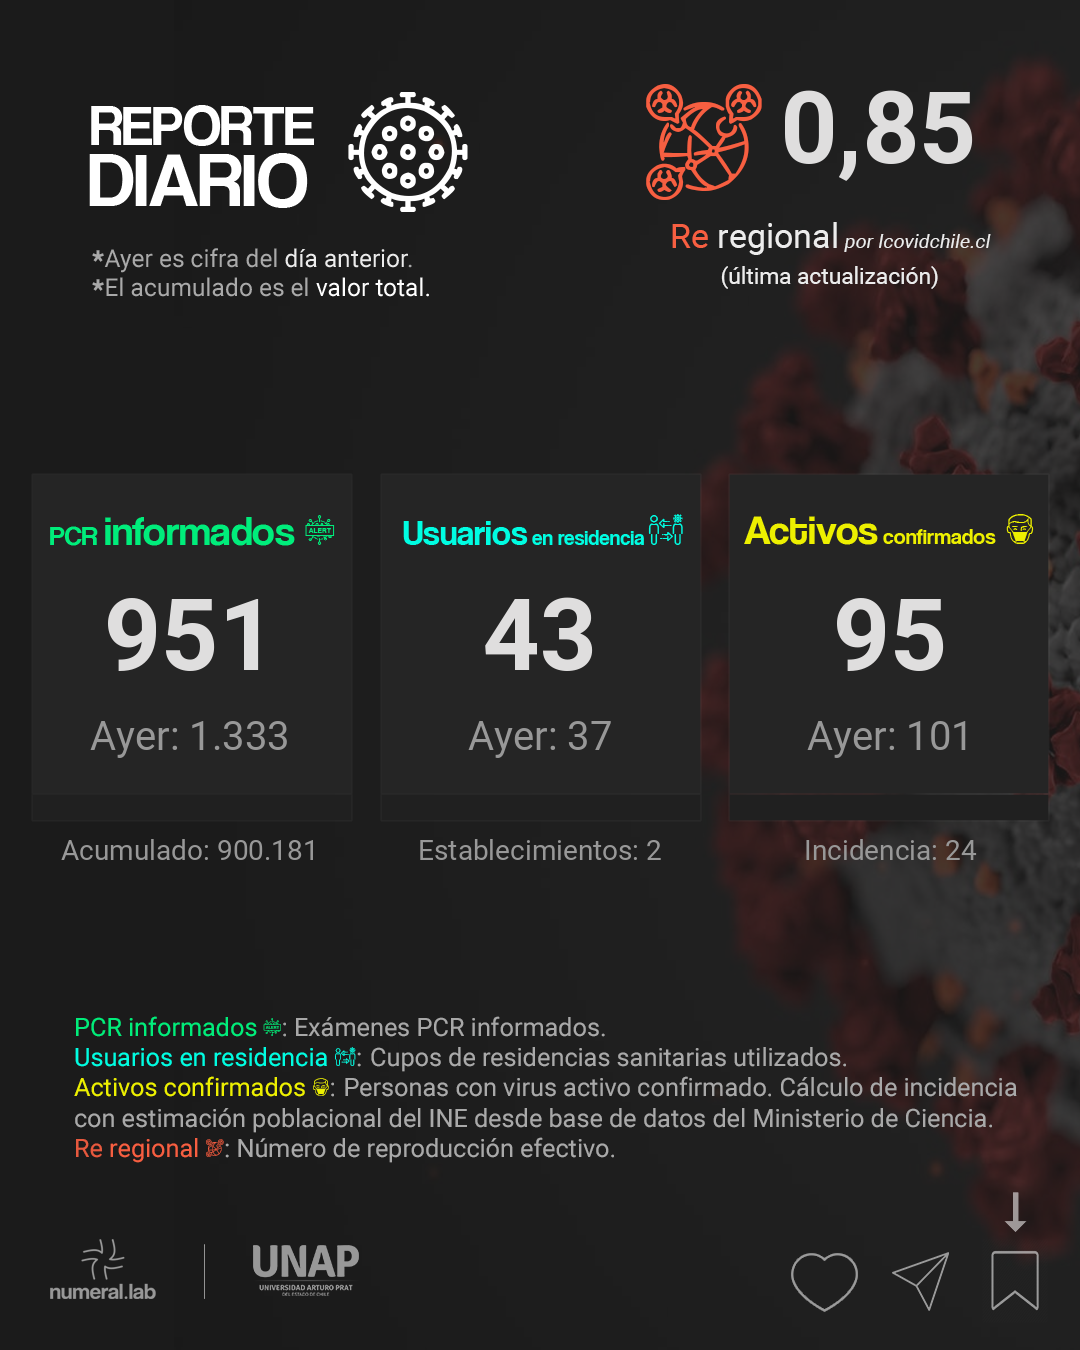 REPORTE
DIARIO
*Ayer es cifra del día anterior.
*El acumulado es el valor total.
0,85
Re regional por Icovidchile.cl
(última actualización)
PCR informados ALERT
951
Ayer: 1.333
Acumulado: 900.181
Usuarios en residencia
43
Ayer: 37
Establecimientos: 2
Activos confirmados
95
Ayer: 101
Incidencia: 24
PCR informados ALERT: Exámenes PCR informados.
Usuarios en residencia : Cupos de residencias sanitarias utilizados.
Activos confirmados : Personas con virus activo confirmado. Cálculo de incidencia
con estimación poblacional del INE desde base de datos del Ministerio de Ciencia.
Re regional : Número de reproducción efectivo.
numeral.lab
UNAP
UNIVERSIDAD ARTURO PRAT
DEL ESTADO DE CHILE